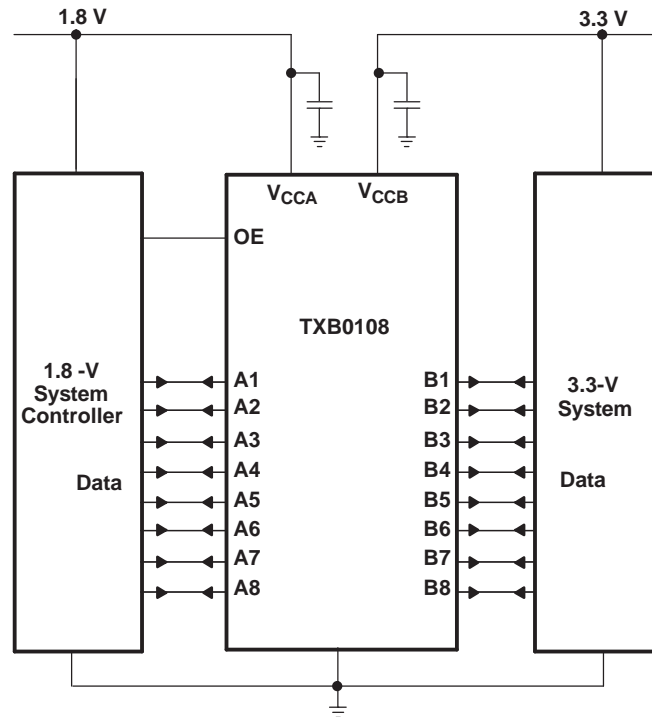 1.8 V
3.3 V
VCCA
VCCB
OE
TXB0108
1.8 -V
System
Controller
Data
A1
A2
A3
A4
A5
A6
A7
A8
B1
B2
B3
B4
B5
B6
B7
B8
3.3-V
System
Data